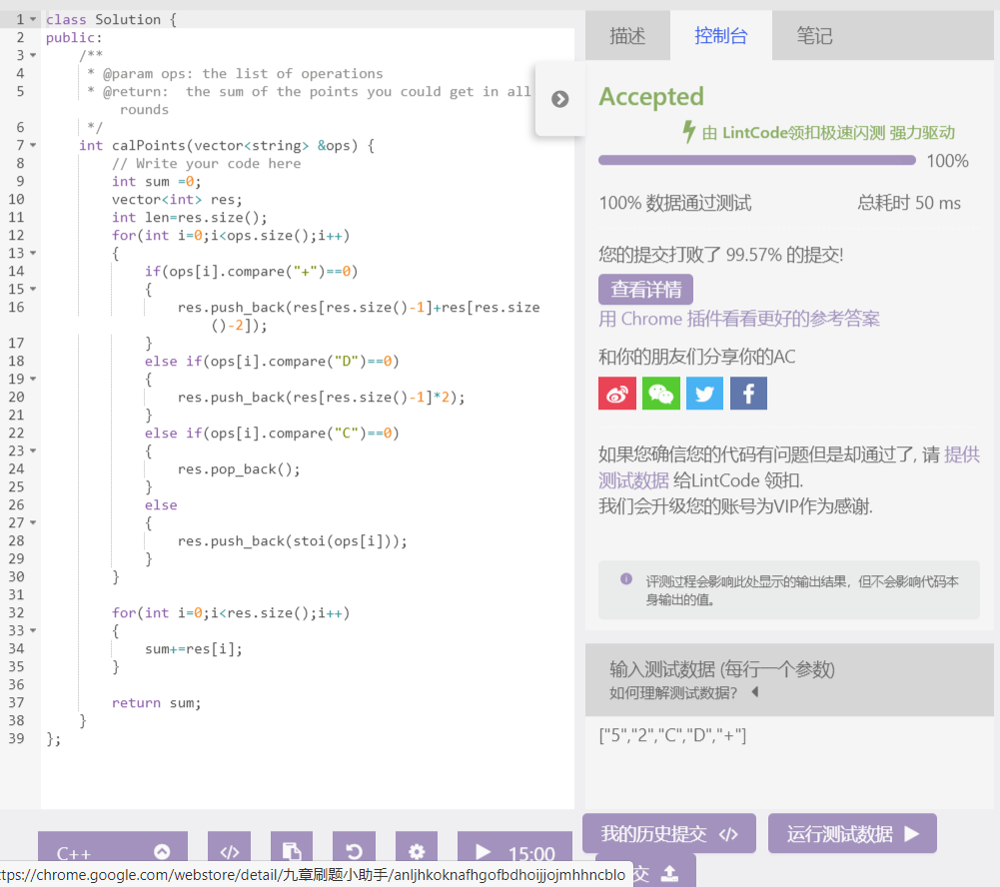 1 class Solution {
2 public:
3 /**
4 * @param ops: the list of operations
5 * @return:  the sum of the points you could get in all
rounds
6 */
7 int calPoints(vector<string> &ops) {
8 // Write your code here
9 int sum =0;
10 vector<int> res;
11 int len=res.size();
12 for(int i=0;i<ops.size();i++)
13 {
14 if(ops[i].compare("+")==0)
15 {
16 res.push_back(res[res.size()-1]+res[res.size
()-2]);
17 }
18 else if(ops[i].compare("D")==0)
19 {
20 res.push_back(res[res.size()-1]*2);
21 }
22 else if(ops[i].compare("C")==0)
23 {
24 res.pop_back();
25 }
26 else
27 {
28 res.push_back(stoi(ops[i]));
29 }
30 }
31
32 for(int i=0;i<res.size();i++)
33 {
34 sum+=res[i];
35 }
36
37 return sum;
38 }
39 };
C++
</>
15:00
ttps://chrome.google.com/webstore/detail/九章刷题小助手/anljhkoknafhgofbdhoijjojmhhncblo
描述 控制台 笔记
Accepted
由 LintCode领扣极速闪测 强力驱动
100%
100% 数据通过测试 总耗时 50 ms
您的提交打败了 99.57% 的提交!
查看详情
用 Chrome 插件看看更好的参考答案
和你的朋友们分享你的AC
如果您确信您的代码有问题但是却通过了, 请 提供
测试数据 给LintCode 领扣.
我们会升级您的账号为VIP作为感谢.
评测过程会影响此处显示的输出结果，但不会影响代码本
身输出的值。
输入测试数据 (每行一个参数)
如何理解测试数据?
["5","2","C","D","+"]
我的历史提交 </> 运行测试数据
交